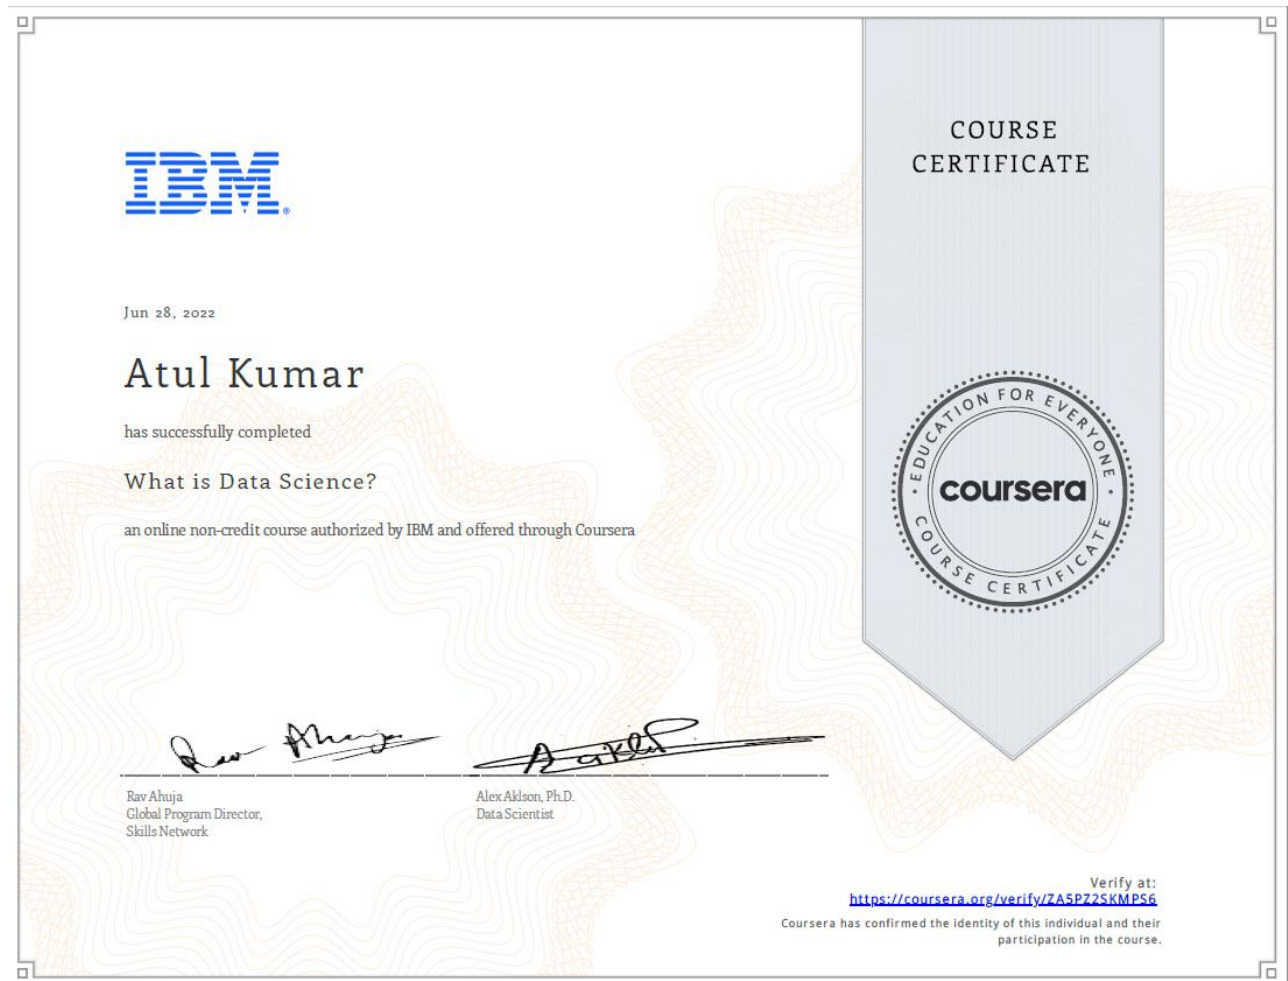 COURSE
CERTIFICATE
IBM®
Jun 28, 2022
Atul Kumar
has successfully completed
What is Data Science?
an online non-credit course authorized by IBM and offered through Coursera
EDUCATION FOR EVERYONE
coursera
COURSE CERTIFICATE
Rav Ahuja
Rav Ahuja
Global Program Director,
Skills Network
Alex Aklson, Ph.D.
Data Scientist
Verify at:
https://coursera.org/verify/ZA5PZ2SKMPS6
Coursera has confirmed the identity of this individual and their
participation in the course.